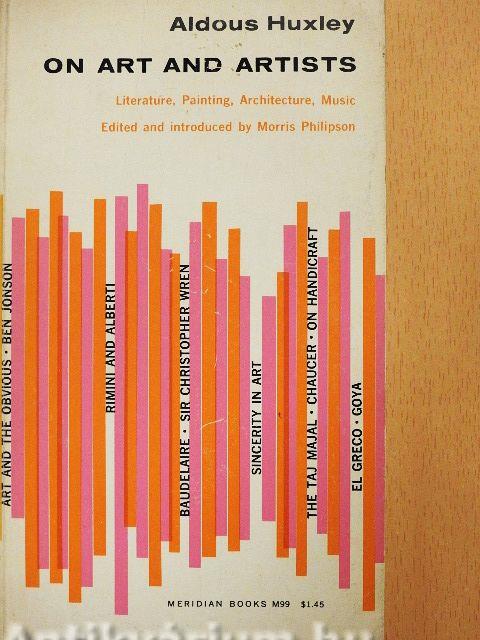 Aldous Huxley
ON ART AND ARTISTS
Literature, Painting, Architecture, Music
Edited and introduced by Morris Philipson
ART AND THE OBVIOUS • BEN JONSON
RIMINI AND ALBERTI
BAUDELAIRE • SIR CHRISTOPHER WREN
SINCERITY IN ART
THE TAJ MAJAL • CHAUCER • ON HANDICRAFT
EL GRECO • GOYA
MERIDIAN BOOKS M99 $1.45
Antikvárium.hu